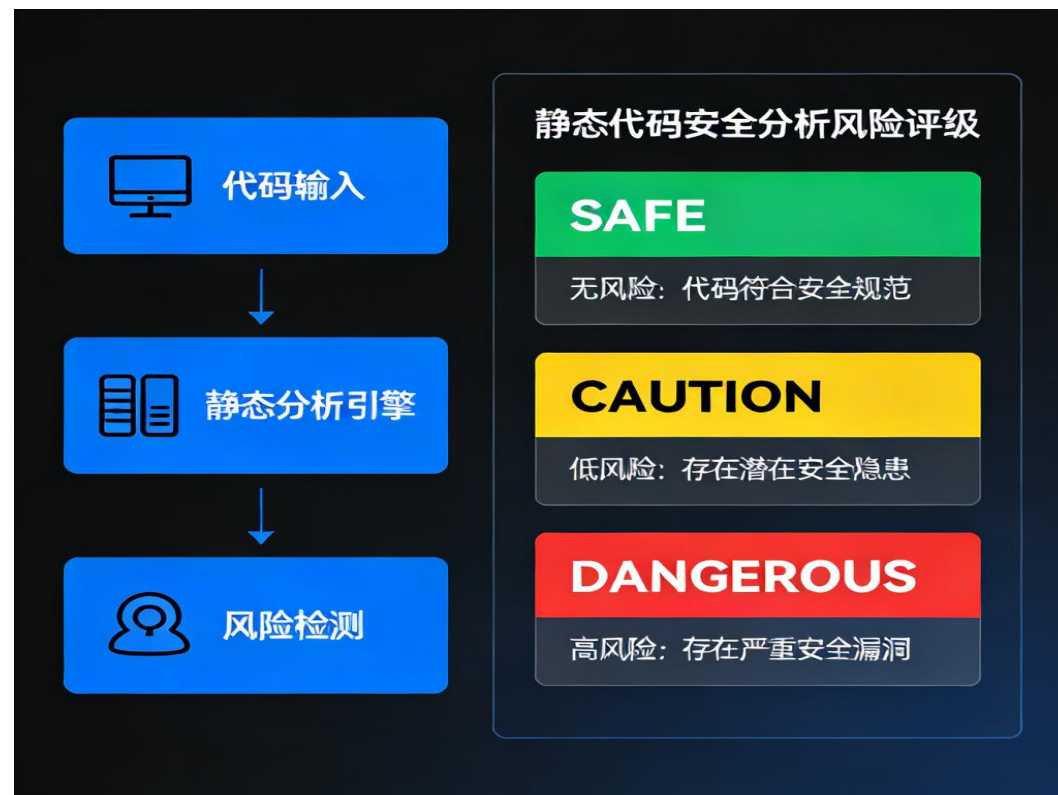 代码输入
静态分析引擎
风险检测
静态代码安全分析风险评级
SAFE
无风险：代码符合安全规范
CAUTION
低风险：存在潜在安全隐患
DANGEROUS
高风险：存在严重安全漏洞